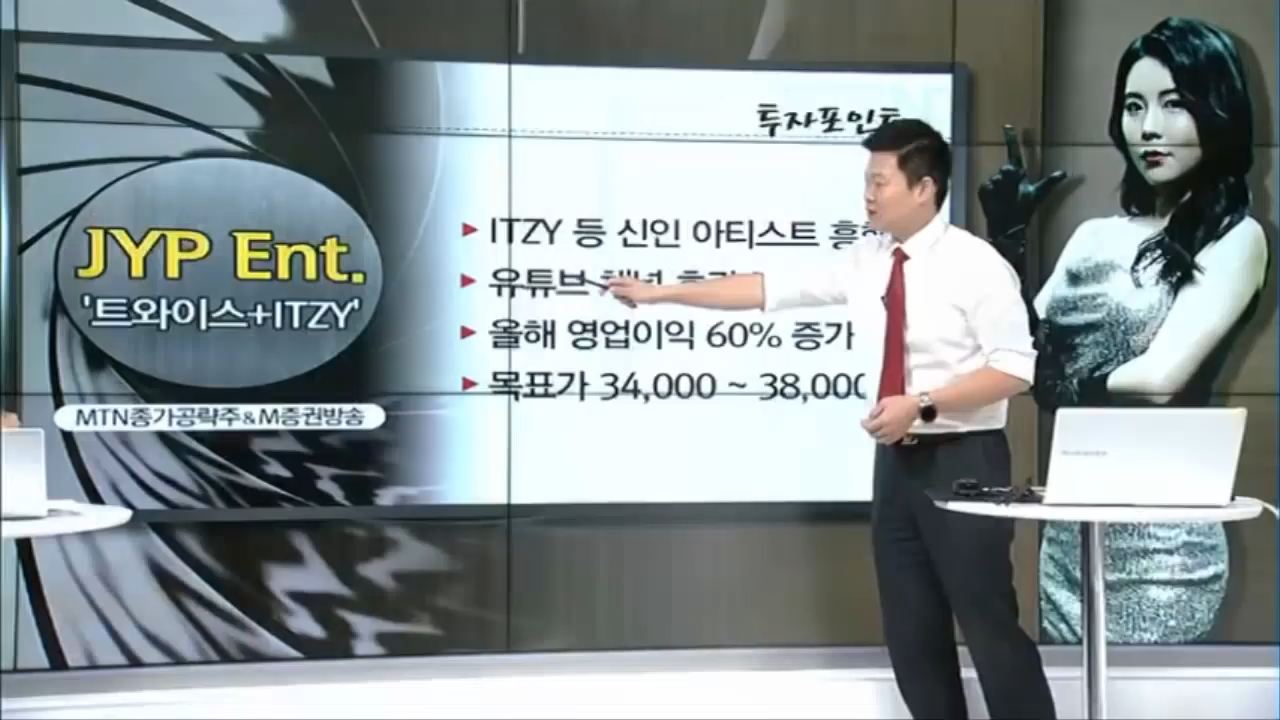 투자포인트
JYP Ent.
'트와이스+ITZY'
MTN종가공략주&M증권방송
▶ ITZY 등 신인 아티스트
▶ 유튜브 채널
▶ 올해 영업이익 60% 증가
▶ 목표가 34,000 ~ 38,000